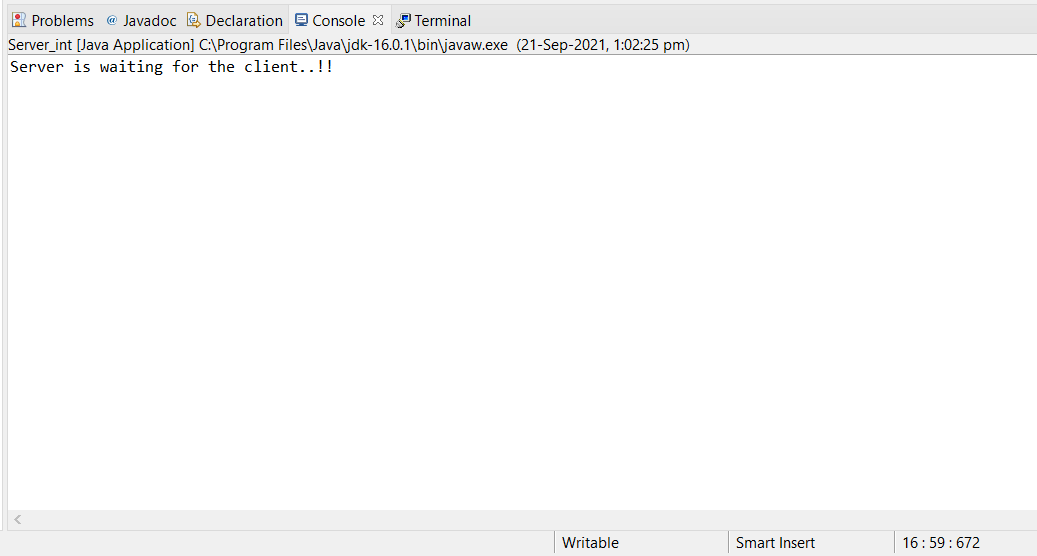 Problems @ Javadoc Declaration Console Terminal
Server_int [Java Application] C:\Program Files\Java\jdk-16.0.1\bin\javaw.exe (21-Sep-2021, 1:02:25 pm)
Server is waiting for the client..!!
Writable Smart Insert 16 : 59 : 672